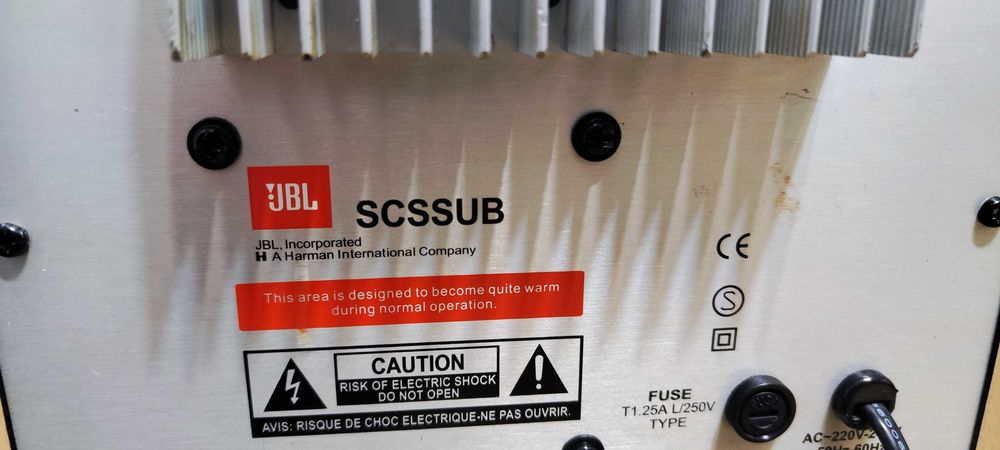 JBL
SCSSUB
JBL, Incorporated
H A Harman International Company
This area is designed to become quite warm
during normal operation.
CAUTION
RISK OF ELECTRIC SHOCK
DO NOT OPEN
AVIS: RISQUE DE CHOC ELECTRIQUE-NE PAS OUVRIR.
CE
S
FUSE
T1.25A L/250V
TYPE